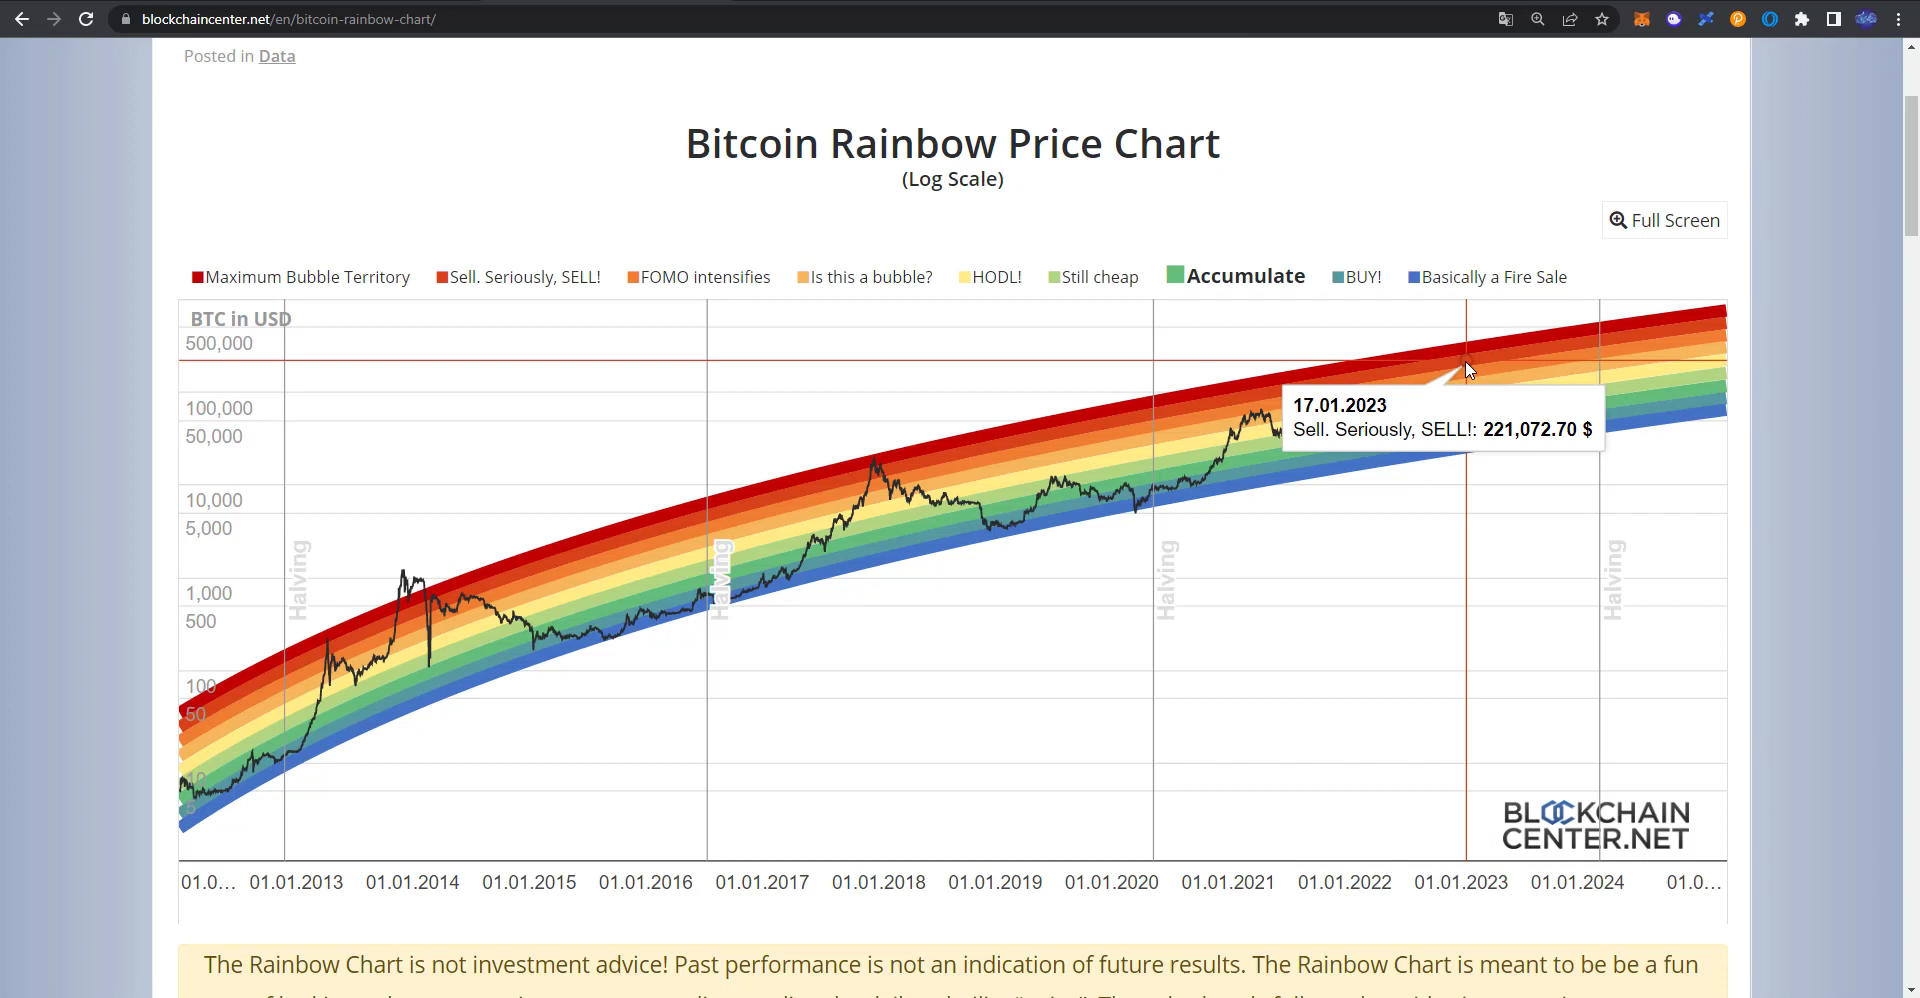 blockchaincenter.net/en/bitcoin-rainbow-chart/
Posted in Data
Bitcoin Rainbow Price Chart
(Log Scale)
Full Screen
Maximum Bubble Territory Sell. Seriously, SELL! FOMO intensifies Is this a bubble? HODL! Still cheap Accumulate BUY! Basically a Fire Sale
BTC in USD
500,000
100,000
50,000
10,000
5,000
1,000
500
100
50
10
5
17.01.2023
Sell. Seriously, SELL!: 221,072.70 $
Halving
Halving
Halving
Halving
BLOCKCHAIN
CENTER.NET
01.0... 01.01.2013 01.01.2014 01.01.2015 01.01.2016 01.01.2017 01.01.2018 01.01.2019 01.01.2020 01.01.2021 01.01.2022 01.01.2023 01.01.2024 01.0...
The Rainbow Chart is not investment advice! Past performance is not an indication of future results. The Rainbow Chart is meant to be be a fun